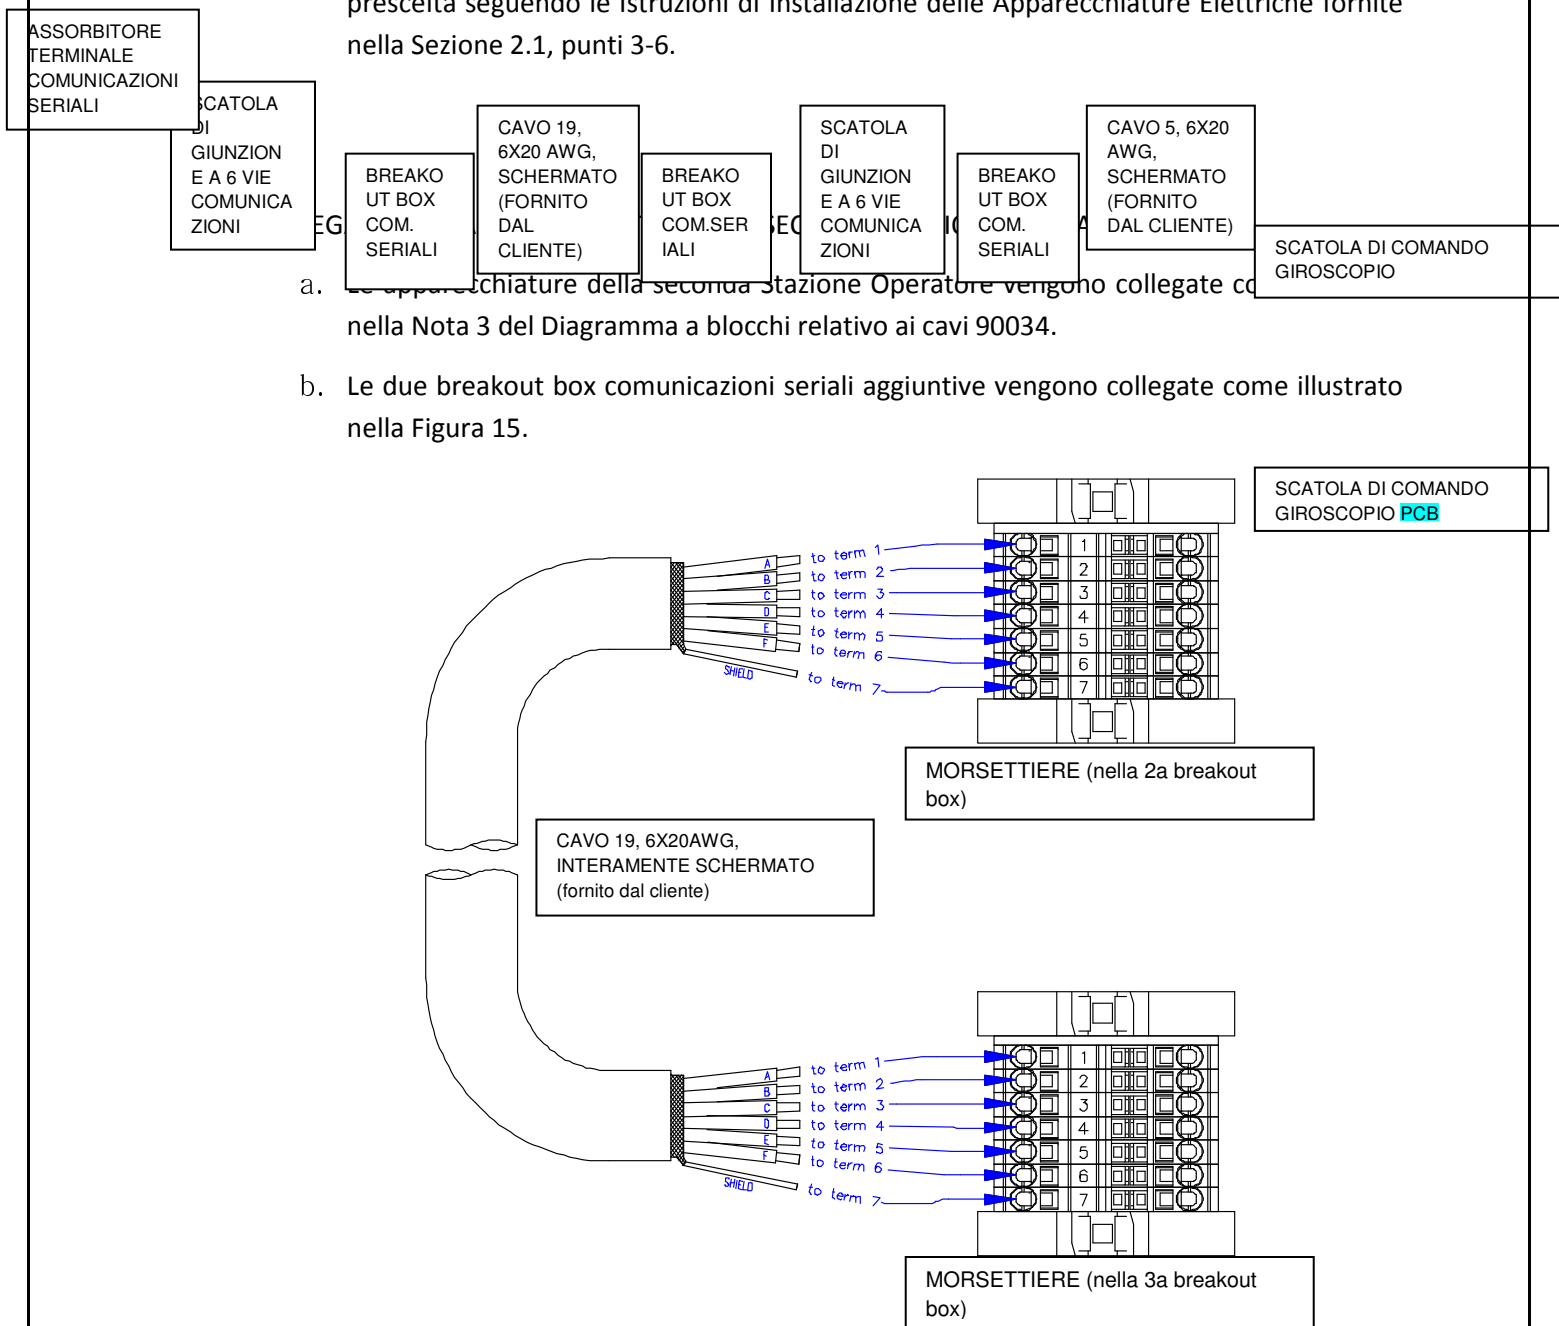 prescelta seguendo le Istruzioni di Installazione delle Apparecchiature Elettriche fornite
nella Sezione 2.1, punti 3-6.
ASSORBITORE
TERMINALE
COMUNICAZIONI
SERIALI
SCATOLA
DI
GIUNZION
E A 6 VIE
COMUNICA
ZIONI
BREAKO
UT BOX
COM.
SERIALI
CAVO 19,
6X20 AWG,
SCHERMATO
(FORNITO
DAL
CLIENTE)
BREAKO
UT BOX
COM.SER
IALI
SCATOLA
DI
GIUNZION
E A 6 VIE
COMUNICA
ZIONI
BREAKO
UT BOX
COM.
SERIALI
CAVO 5, 6X20
AWG,
SCHERMATO
(FORNITO
DAL CLIENTE)
SCATOLA DI COMANDO
GIROSCOPIO
a. Le apparecchiature della seconda Stazione Operatore vengono collegate
nella Nota 3 del Diagramma a blocchi relativo ai cavi 90034.
b. Le due breakout box comunicazioni seriali aggiuntive vengono collegate come illustrato
nella Figura 15.
SCATOLA DI COMANDO
GIROSCOPIO PCB
A to term 1 1
B to term 2 2
C to term 3 3
D to term 4 4
E to term 5 5
F to term 6 6
SHIELD to term 7 7
MORSETTIERE (nella 2a breakout
box)
CAVO 19, 6X20AWG,
INTERAMENTE SCHERMATO
(fornito dal cliente)
A to term 1 1
B to term 2 2
C to term 3 3
D to term 4 4
E to term 5 5
F to term 6 6
SHIELD to term 7 7
MORSETTIERE (nella 3a breakout
box)